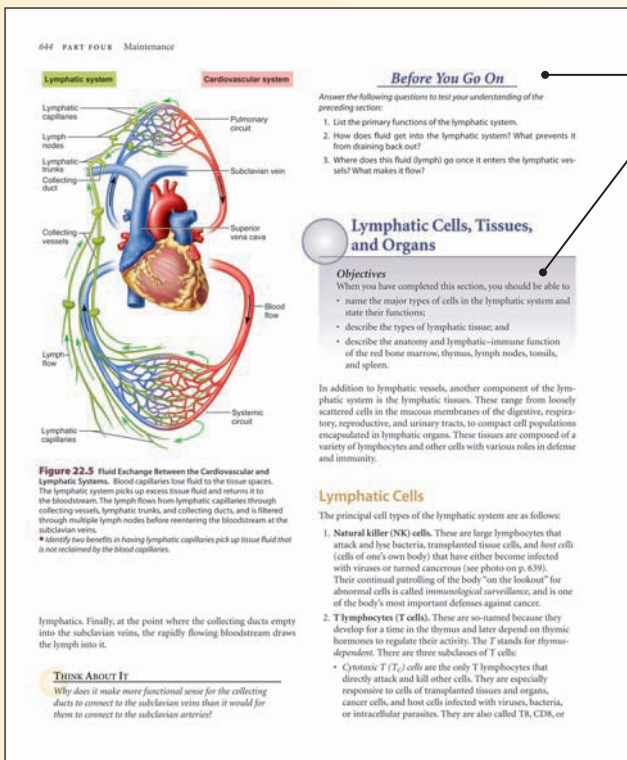 644 PART FOUR Maintenance
Lymphatic system
Cardiovascular system
Lymphatic
capillaries
Lymph
nodes
Lymphatic
trunks
Collecting
duct
Collecting
vessels
Lymph
flow
Lymphatic
capillaries
Pulmonary
circuit
Subclavian vein
Superior
vena cava
Blood
flow
Systemic
circuit
Figure 22.5 Fluid Exchange Between the Cardiovascular and
Lymphatic Systems. Blood capillaries lose fluid to the tissue spaces.
The lymphatic system picks up excess tissue fluid and returns it to
the bloodstream. The lymph flows from lymphatic capillaries through
collecting vessels, lymphatic trunks, and collecting ducts, and is filtered
through multiple lymph nodes before reentering the bloodstream at the
subclavian veins.
• Identify two benefits in having lymphatic capillaries pick up tissue fluid that
is not reclaimed by the blood capillaries.
lymphatics. Finally, at the point where the collecting ducts empty
into the subclavian veins, the rapidly flowing bloodstream draws
the lymph into it.
THINK ABOUT IT
Why does it make more functional sense for the collecting
ducts to connect to the subclavian veins than it would for
them to connect to the subclavian arteries?
Before You Go On
Answer the following questions to test your understanding of the
preceding section:
1. List the primary functions of the lymphatic system.
2. How does fluid get into the lymphatic system? What prevents it
from draining back out?
3. Where does this fluid (lymph) go once it enters the lymphatic ves-
sels? What makes it flow?
Lymphatic Cells, Tissues,
and Organs
Objectives
When you have completed this section, you should be able to
• name the major types of cells in the lymphatic system and
state their functions;
• describe the types of lymphatic tissue; and
• describe the anatomy and lymphatic–immune function
of the red bone marrow, thymus, lymph nodes, tonsils,
and spleen.
In addition to lymphatic vessels, another component of the lym-
phatic system is the lymphatic tissues. These range from loosely
scattered cells in the mucous membranes of the digestive, respira-
tory, reproductive, and urinary tracts, to compact cell populations
encapsulated in lymphatic organs. These tissues are composed of a
variety of lymphocytes and other cells with various roles in defense
and immunity.
Lymphatic Cells
The principal cell types of the lymphatic system are as follows:
1. Natural killer (NK) cells. These are large lymphocytes that
attack and lyse bacteria, transplanted tissue cells, and host cells
(cells of one's own body) that have either become infected
with viruses or turned cancerous (see photo on p. 639).
Their continual patrolling of the body "on the lookout" for
abnormal cells is called immunological surveillance, and is one
of the body's most important defenses against cancer.
2. T lymphocytes (T cells). These are so-named because they
develop for a time in the thymus and later depend on thymic
hormones to regulate their activity. The T stands for thymus-
dependent. There are three subclasses of T cells:
• Cytotoxic T (TC) cells are the only T lymphocytes that
directly attack and kill other cells. They are especially
responsive to cells of transplanted tissues and organs,
cancer cells, and host cells infected with viruses, bacteria,
or intracellular parasites. They are also called T8, CD8, or